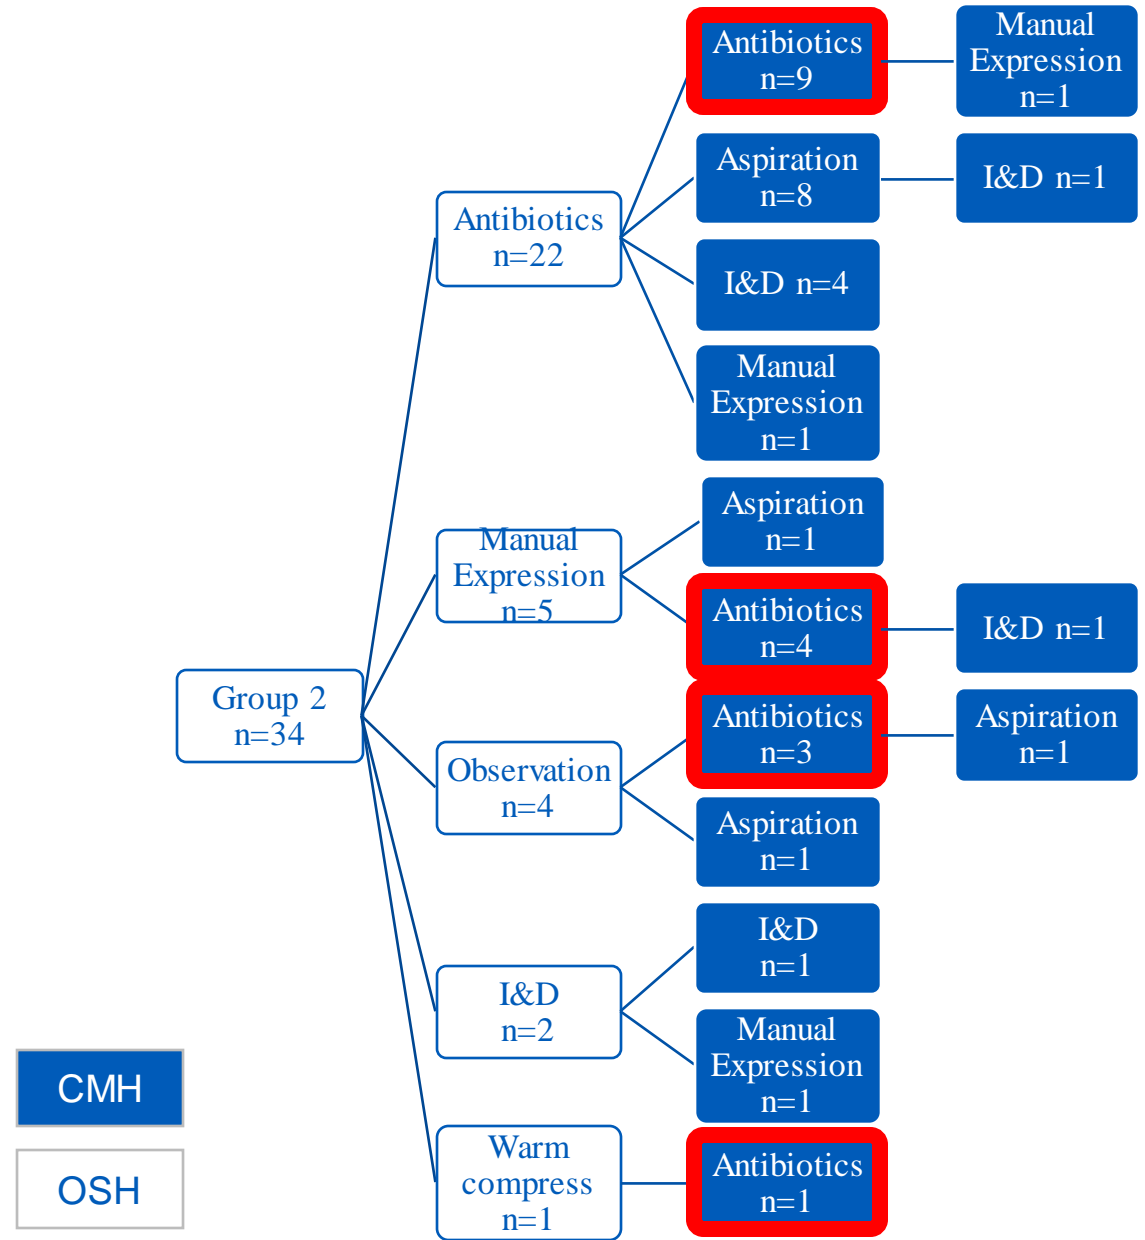 Group 2
n=34
Antibiotics
n=22
Antibiotics
n=9
Manual
Expression
n=1
Aspiration
n=8
I&D n=1
I&D n=4
Manual
Expression
n=1
Manual
Expression
n=5
Aspiration
n=1
Antibiotics
n=4
I&D n=1
Observation
n=4
Antibiotics
n=3
Aspiration
n=1
Aspiration
n=1
I&D
n=2
I&D
n=1
Manual
Expression
n=1
Warm
compress
n=1
Antibiotics
n=1
CMH
OSH